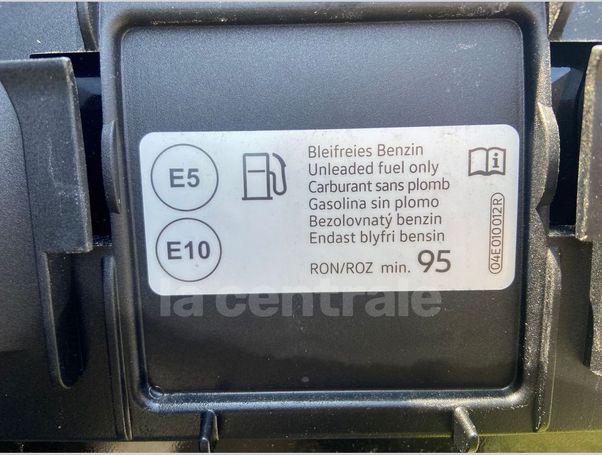 E5
E10
Bleifreies Benzin
Unleaded fuel only
Carburant sans plomb
Gasolina sin plomo
Bezolovnatý benzin
Endast blyfri bensin
RON/ROZ min. 95
i
04E010012R
la centrale